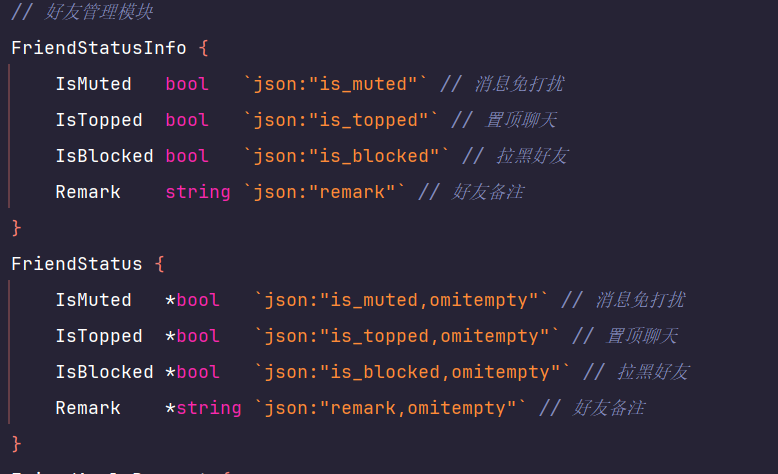 // 好友管理模块
FriendStatusInfo {
    IsMuted   bool   `json:"is_muted"` // 消息免打扰
    IsTopped  bool   `json:"is_topped"` // 置顶聊天
    IsBlocked bool   `json:"is_blocked"` // 拉黑好友
    Remark    string `json:"remark"` // 好友备注
}
FriendStatus {
    IsMuted   *bool   `json:"is_muted,omitempty"` // 消息免打扰
    IsTopped  *bool   `json:"is_topped,omitempty"` // 置顶聊天
    IsBlocked *bool   `json:"is_blocked,omitempty"` // 拉黑好友
    Remark    *string `json:"remark,omitempty"` // 好友备注
}